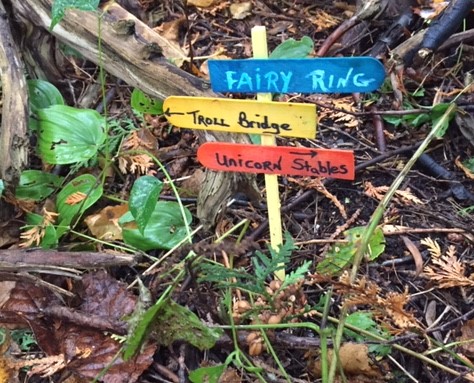 FAIRY RING
← TROLL BRIDGE
UNICORN STABLES →